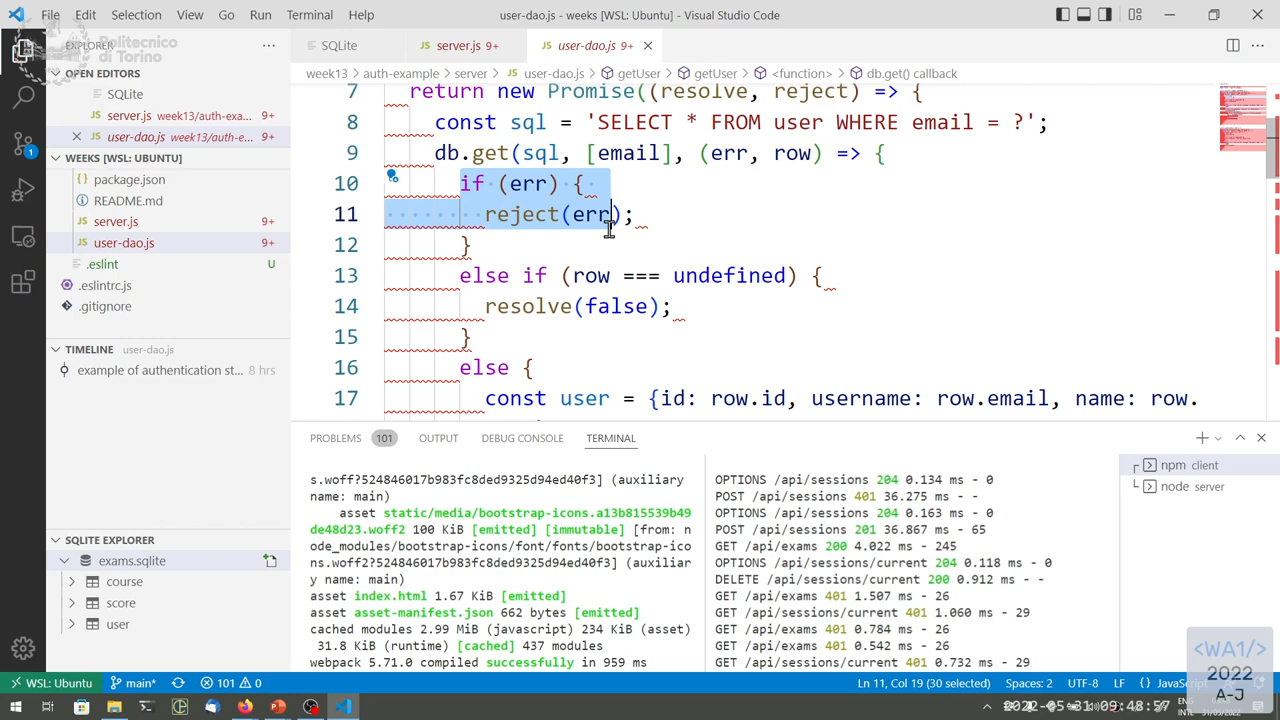 File Edit Selection View Go Run Terminal Help
user-dao.js - weeks [WSL: Ubuntu] - Visual Studio Code
Politecnico
di Torino
EXPLORER
OPEN EDITORS
SQLite
server.js week13/auth-exa... 9+
user-dao.js week13/auth-e... 9+
WEEKS [WSL: UBUNTU]
package.json
README.md
server.js 9+
user-dao.js 9+
.eslint U
.eslintrc.js
.gitignore
TIMELINE user-dao.js
example of authentication st... 8 hrs
SQLITE EXPLORER
exams.sqlite
course
score
user
SQLite
JS server.js 9+
JS user-dao.js 9+
week13 > auth-example > server > JS user-dao.js > getUser > getUser > <function> > db.get() callback
7 return new Promise((resolve, reject) => {
8 const sql = 'SELECT * FROM user WHERE email = ?';
9 db.get(sql, [email], (err, row) => {
10 if (err) {
11 reject(err);
12 }
13 else if (row === undefined) {
14 resolve(false);
15 }
16 else {
17 const user = {id: row.id, username: row.email, name: row.
PROBLEMS 101 OUTPUT DEBUG CONSOLE TERMINAL
s.woff?524846017b983fc8ded9325d94ed40f3] (auxiliary
name: main)
asset static/media/bootstrap-icons.a13b815539b49
de48d23.woff2 100 KiB [emitted] [immutable] [from: n
ode_modules/bootstrap-icons/font/fonts/bootstrap-ico
ns.woff2?524846017b983fc8ded9325d94ed40f3] (auxiliar
y name: main)
asset index.html 1.67 KiB [emitted]
asset asset-manifest.json 662 bytes [emitted]
cached modules 2.99 MiB (javascript) 234 KiB (asset)
31.8 KiB (runtime) [cached] 437 modules
webpack 5.71.0 compiled successfully in 959 ms
OPTIONS /api/sessions 204 0.134 ms - 0
POST /api/sessions 401 36.275 ms - -
OPTIONS /api/sessions 204 0.163 ms - 0
POST /api/sessions 201 36.867 ms - 65
GET /api/exams 200 4.022 ms - 245
OPTIONS /api/sessions/current 204 0.118 ms - 0
DELETE /api/sessions/current 200 0.912 ms - -
GET /api/exams 401 1.507 ms - 26
GET /api/sessions/current 401 1.060 ms - 29
GET /api/exams 401 0.784 ms - 26
GET /api/exams 401 0.542 ms - 26
GET /api/sessions/current 401 0.732 ms - 29
npm client
node server
<WA1/>
2022
A-J
WSL: Ubuntu main* 101 0
Ln 11, Col 19 (30 selected) Spaces: 2 UTF-8 LF {} JavaScript
ENG
INTL
31/05/2022
2022-05-31 09:48:57